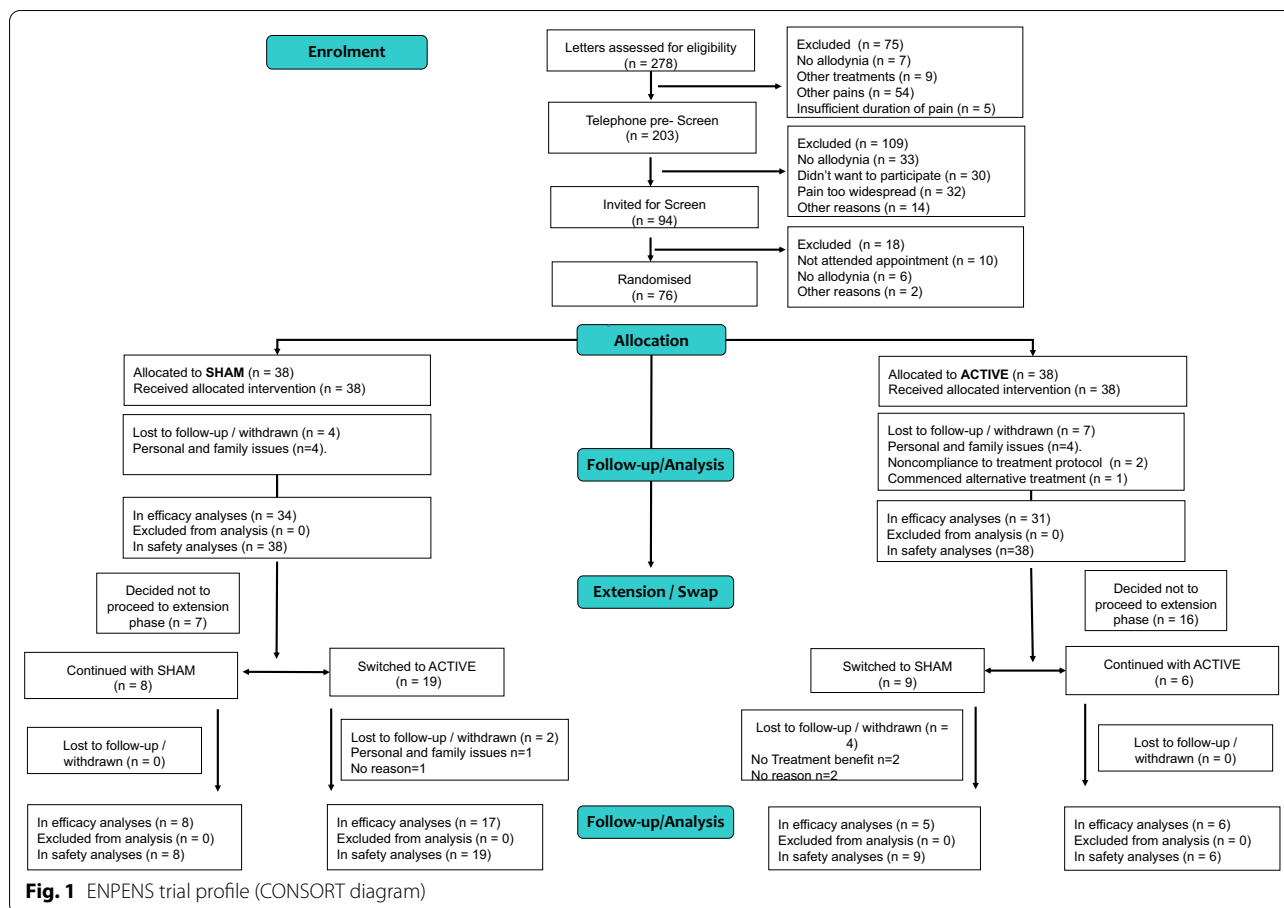 Enrolment
Letters assessed for eligibility
(n = 278)
Excluded (n = 75)
No allodynia (n = 7)
Other treatments (n = 9)
Other pains (n = 54)
Insufficient duration of pain (n = 5)
Telephone pre- Screen
(n = 203)
Excluded (n = 109)
No allodynia (n = 33)
Didn't want to participate (n = 30)
Pain too widespread (n = 32)
Other reasons (n = 14)
Invited for Screen
(n = 94)
Excluded (n = 18)
Not attended appointment (n = 10)
No allodynia (n = 6)
Other reasons (n = 2)
Randomised
(n = 76)
Allocation
Allocated to SHAM (n = 38)
Received allocated intervention (n = 38)
Allocated to ACTIVE (n = 38)
Received allocated intervention (n = 38)
Lost to follow-up / withdrawn (n = 4)
Personal and family issues (n=4).
Follow-up/Analysis
Lost to follow-up / withdrawn (n = 7)
Personal and family issues (n=4).
Noncompliance to treatment protocol (n = 2)
Commenced alternative treatment (n = 1)
In efficacy analyses (n = 34)
Excluded from analysis (n = 0)
In safety analyses (n = 38)
In efficacy analyses (n = 31)
Excluded from analysis (n = 0)
In safety analyses (n=38)
Extension / Swap
Decided not to
proceed to extension
phase (n = 7)
Decided not to
proceed to extension
phase (n = 16)
Continued with SHAM
(n = 8)
Switched to ACTIVE
(n = 19)
Switched to SHAM
(n = 9)
Continued with ACTIVE
(n = 6)
Lost to follow-up /
withdrawn (n = 0)
Lost to follow-up / withdrawn (n = 2)
Personal and family issues n=1
No reason=1
Lost to follow-up / withdrawn (n =
4)
No Treatment benefit n=2
No reason n=2
Lost to follow-up /
withdrawn (n = 0)
In efficacy analyses (n = 8)
Excluded from analysis (n = 0)
In safety analyses (n = 8)
In efficacy analyses (n = 17)
Excluded from analysis (n = 0)
In safety analyses (n = 19)
Follow-up/Analysis
In efficacy analyses (n = 5)
Excluded from analysis (n = 0)
In safety analyses (n = 9)
In efficacy analyses (n = 6)
Excluded from analysis (n = 0)
In safety analyses (n = 6)
Fig. 1 ENPENS trial profile (CONSORT diagram)